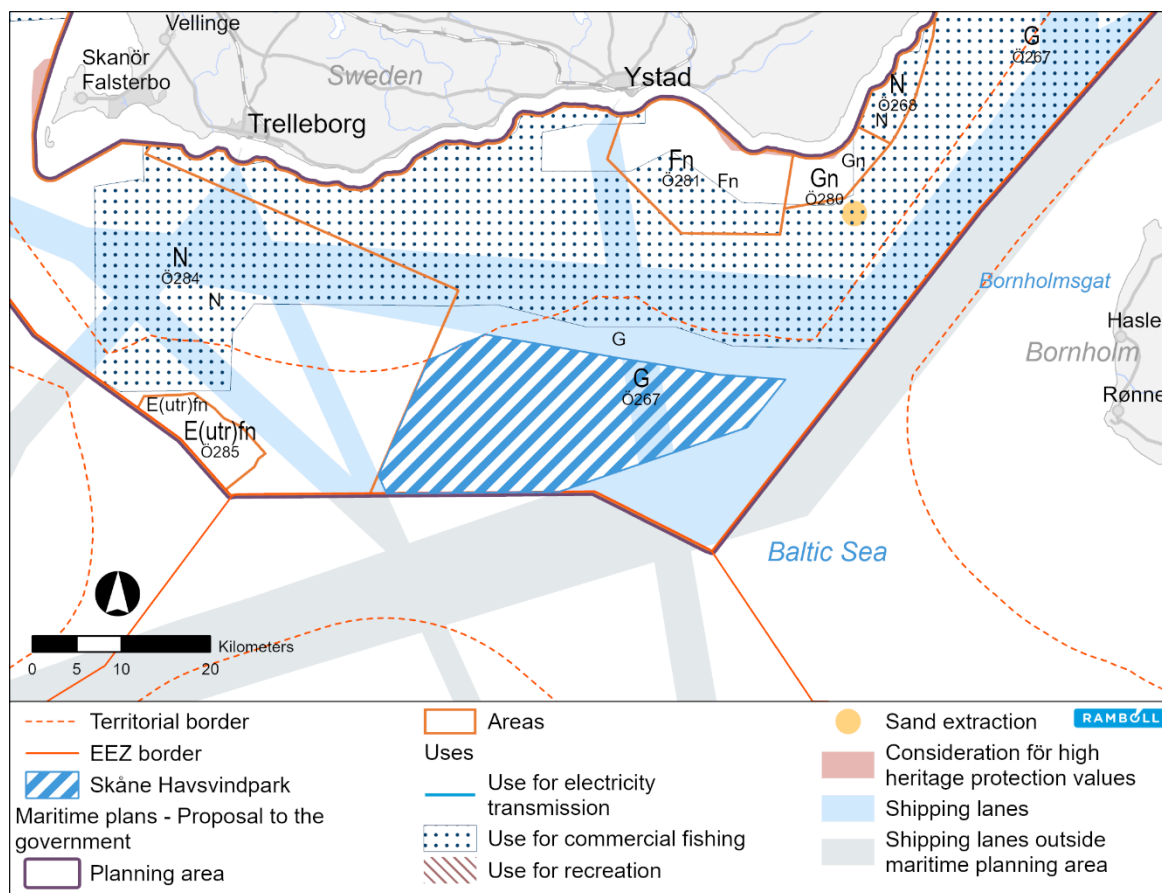 Vellinge
Skanör
Falsterbo
Sweden
Ystad
Trelleborg
G
Ö267
N
Ö268
N
Fn
Ö281
Fn
Gn
Gn
Ö280
N
Ö284
N
Bornholmsgat
Hasle
Bornholm
Rønne
G
G
Ö267
E(utr)fn
E(utr)fn
Ö285
Baltic Sea
Kilometers
0 5 10 20
Territorial border
EEZ border
Skåne Havsvindpark
Maritime plans - Proposal to the
government
Planning area
Areas
Uses
Use for electricity
transmission
Use for commercial fishing
Use for recreation
Sand extraction
RAMBOLL
Consideration för high
heritage protection values
Shipping lanes
Shipping lanes outside
maritime planning area